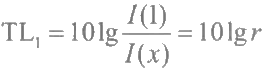 TL₁ = 10 lg I(1)/I(x) = 10 lg r